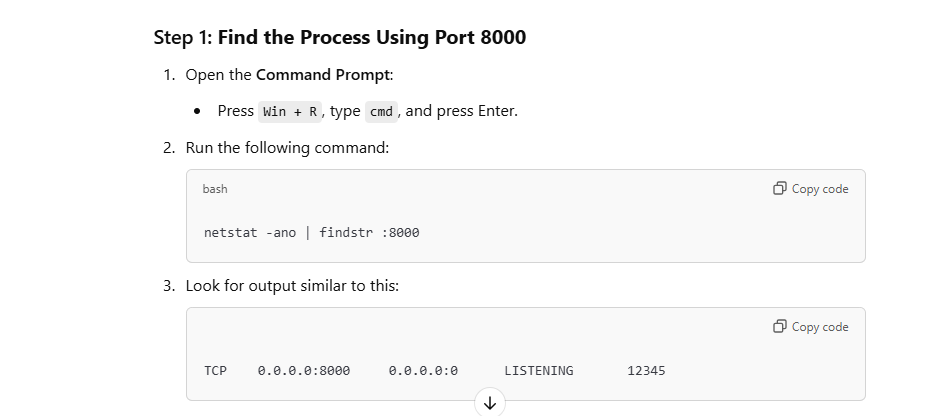 Step 1: Find the Process Using Port 8000
1. Open the Command Prompt:
• Press Win + R, type cmd, and press Enter.
2. Run the following command:
bash Copy code
netstat -ano | findstr :8000
3. Look for output similar to this:
Copy code
TCP 0.0.0.0:8000 0.0.0.0:0 LISTENING 12345